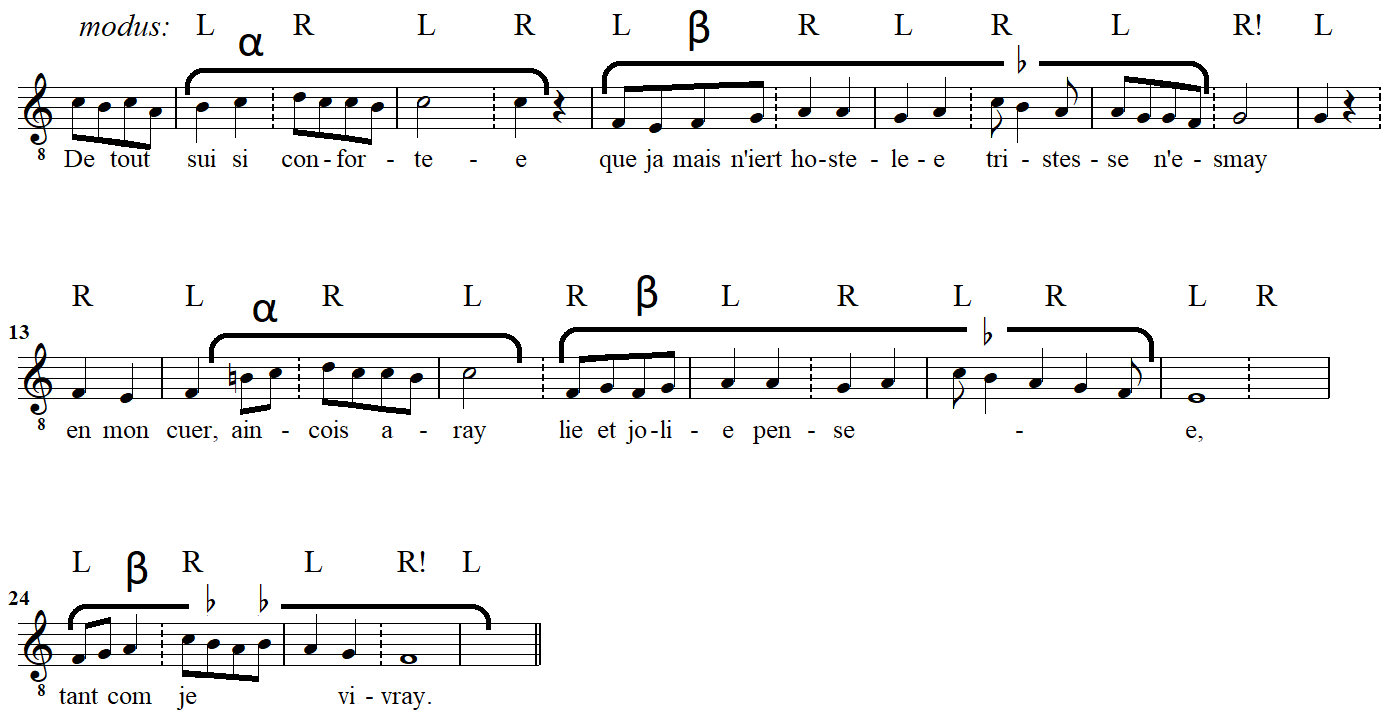 modus: L R L R L R L R L R! L
α β
♭
8
De tout sui si con-for - te - e que ja mais n'iert ho-ste - le - e tri - stes - se n'e - smay
R L R L R L R L R L R
α β
13
♭
♮
8
en mon cuer, ain - cois a - ray lie et jo-li - e pen - se - e,
L R L R! L
β
24
♭ ♭
8
tant com je vi - vray.